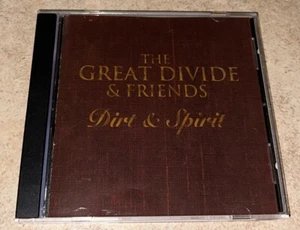 THE
GREAT DIVIDE
& FRIENDS
Dirt & Spirit